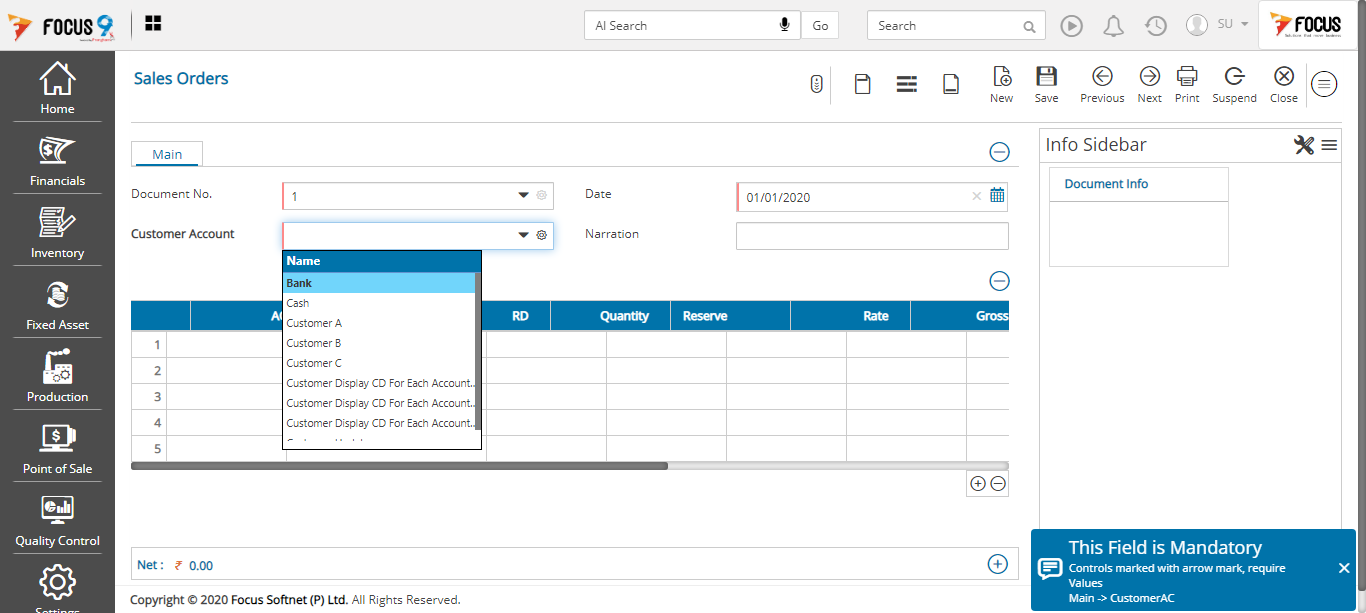 FOCUS 9
AI Search
Go
Search
SU
FOCUS
Home
Financials
Inventory
Fixed Asset
Production
Point of Sale
Quality Control
Settings
Sales Orders
New
Save
Previous
Next
Print
Suspend
Close
Main
Document No.
1
Date
01/01/2020
Customer Account
Narration
Name
Bank
Cash
Customer A
Customer B
Customer C
Customer Display CD For Each Account..
Customer Display CD For Each Account..
Customer Display CD For Each Account..
RD
Quantity
Reserve
Rate
Gross
1
2
3
4
5
Net : ₹ 0.00
Info Sidebar
Document Info
This Field is Mandatory
Controls marked with arrow mark, require
Values
Main -> CustomerAC
Copyright © 2020 Focus Softnet (P) Ltd. All Rights Reserved.